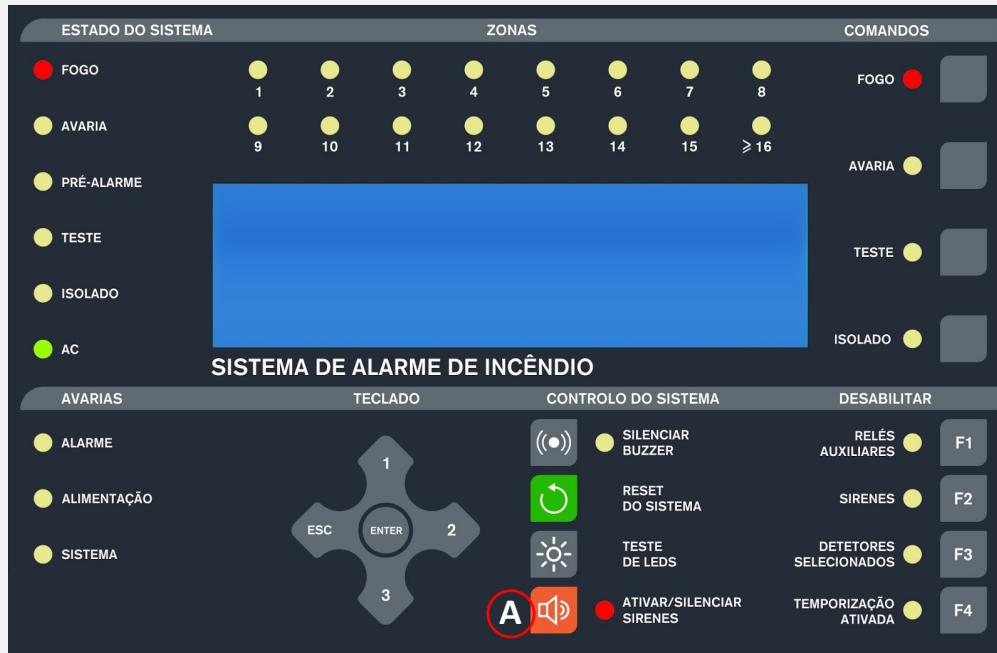 ESTADO DO SISTEMA
ZONAS
COMANDOS
FOGO
1 2 3 4 5 6 7 8
FOGO
AVARIA
9 10 11 12 13 14 15 ⩾16
AVARIA
PRÉ-ALARME
TESTE
TESTE
ISOLADO
ISOLADO
AC
SISTEMA DE ALARME DE INCÊNDIO
AVARIAS
TECLADO
CONTROLO DO SISTEMA
DESABILITAR
ALARME
ALIMENTAÇÃO
SISTEMA
1
ESC ENTER 2
3
SILENCIAR
BUZZER
RESET
DO SISTEMA
TESTE
DE LEDS
A
ATIVAR/SILENCIAR
SIRENES
RELÉS
AUXILIARES
F1
SIRENES
F2
DETETORES
SELECIONADOS
F3
TEMPORIZAÇÃO
ATIVADA
F4